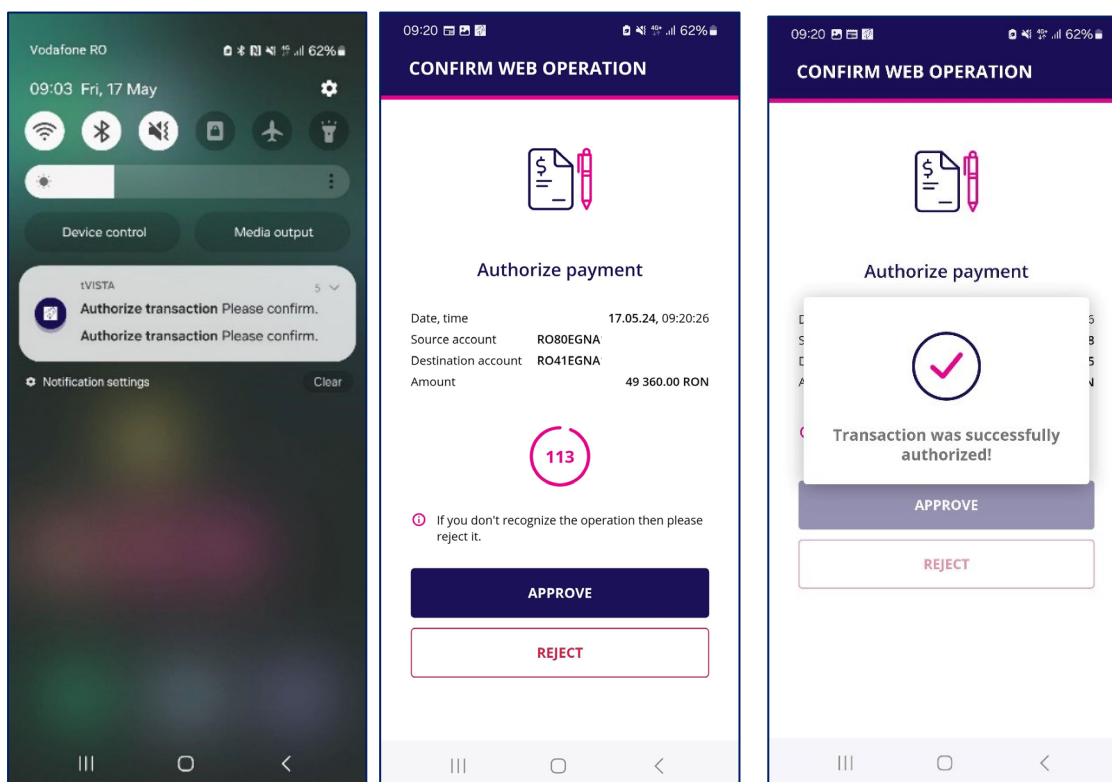 Vodafone RO 62%
09:03 Fri, 17 May
Device control Media output
tVISTA 5
Authorize transaction Please confirm.
Authorize transaction Please confirm.
Notification settings Clear
09:20 62%
CONFIRM WEB OPERATION
$
Authorize payment
Date, time 17.05.24, 09:20:26
Source account RO80EGNA
Destination account RO41EGNA
Amount 49 360.00 RON
113
If you don't recognize the operation then please
reject it.
APPROVE
REJECT
09:20 62%
CONFIRM WEB OPERATION
$
Authorize payment
Transaction was successfully
authorized!
APPROVE
REJECT